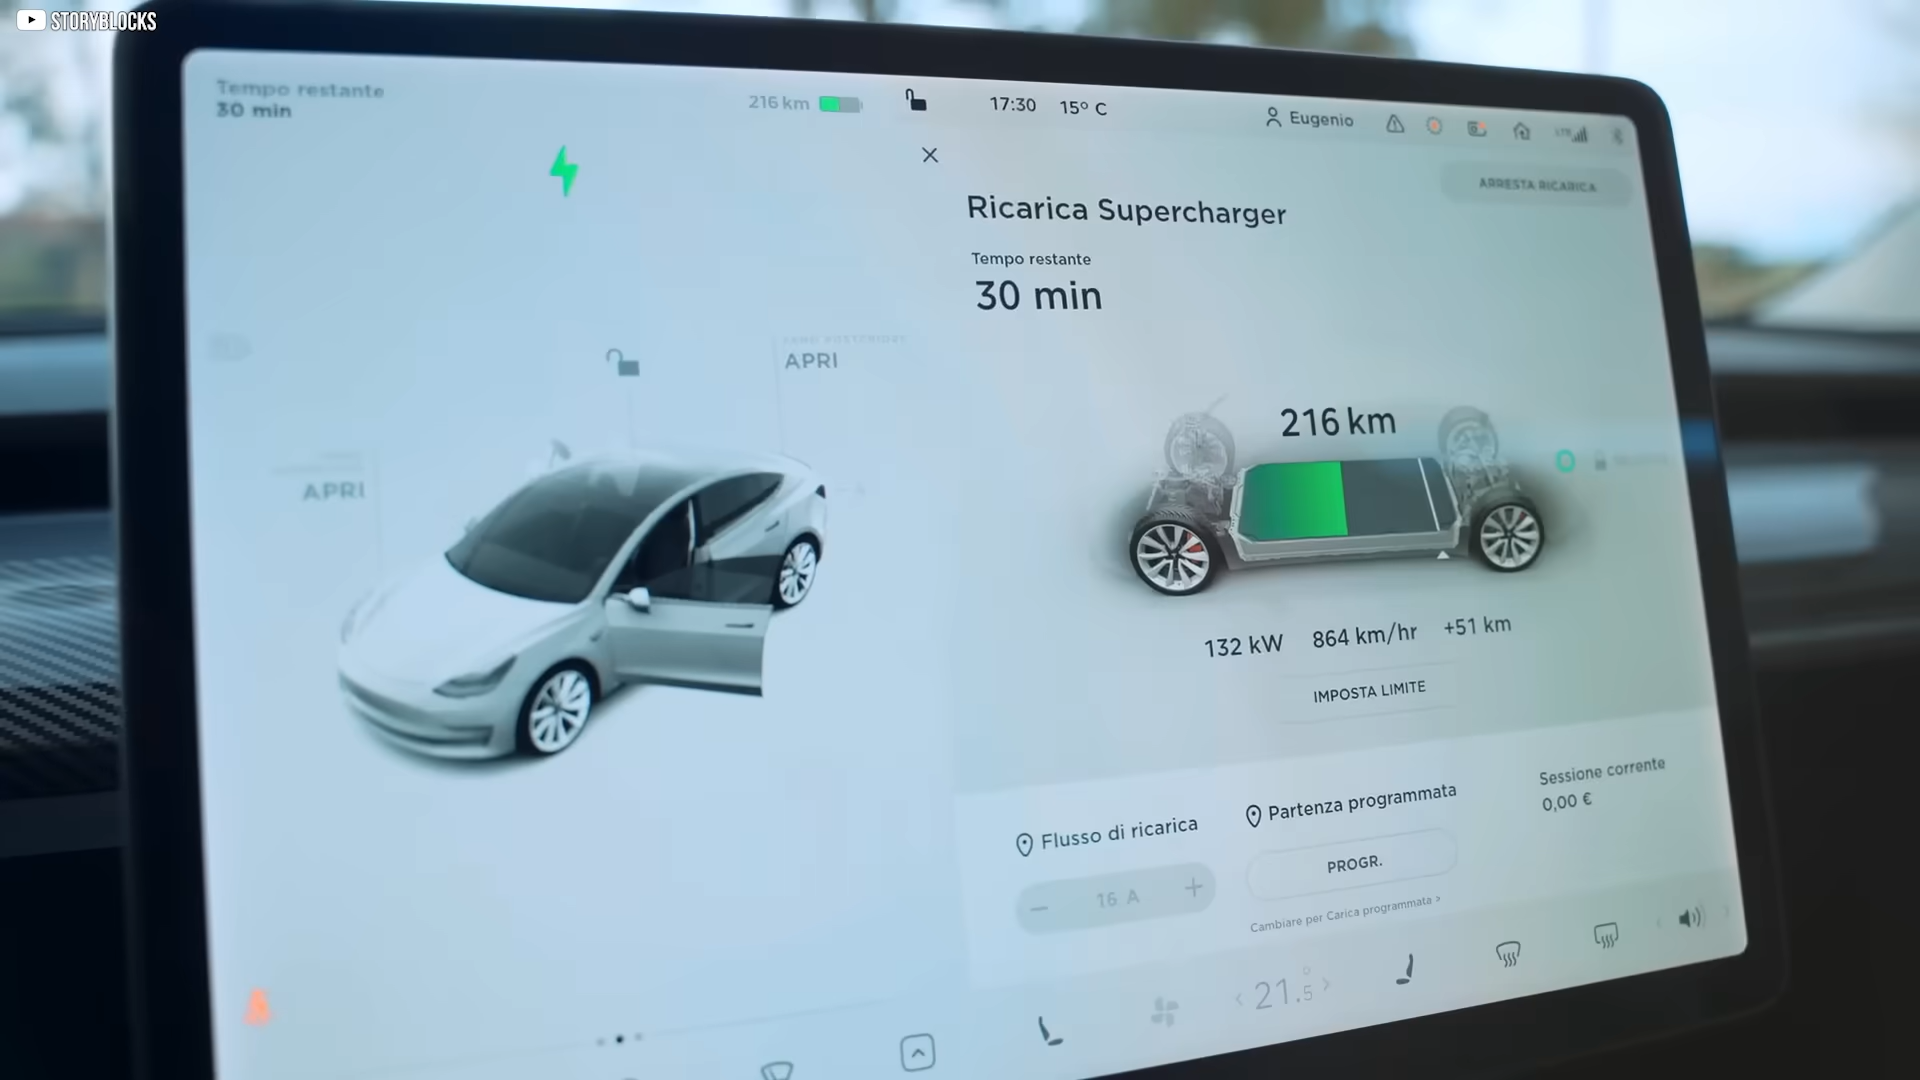 STORYBLOCKS
Tempo restante
30 min
216 km
17:30
15° C
Eugenio
LTE
ARRESTA RICARICA
Ricarica Supercharger
Tempo restante
30 min
APRI
APRI
216 km
132 kW
864 km/hr
+51 km
IMPOSTA LIMITE
Flusso di ricarica
16 A
Partenza programmata
PROGR.
Cambiare per Carica programmata >
Sessione corrente
0,00 €
21.5